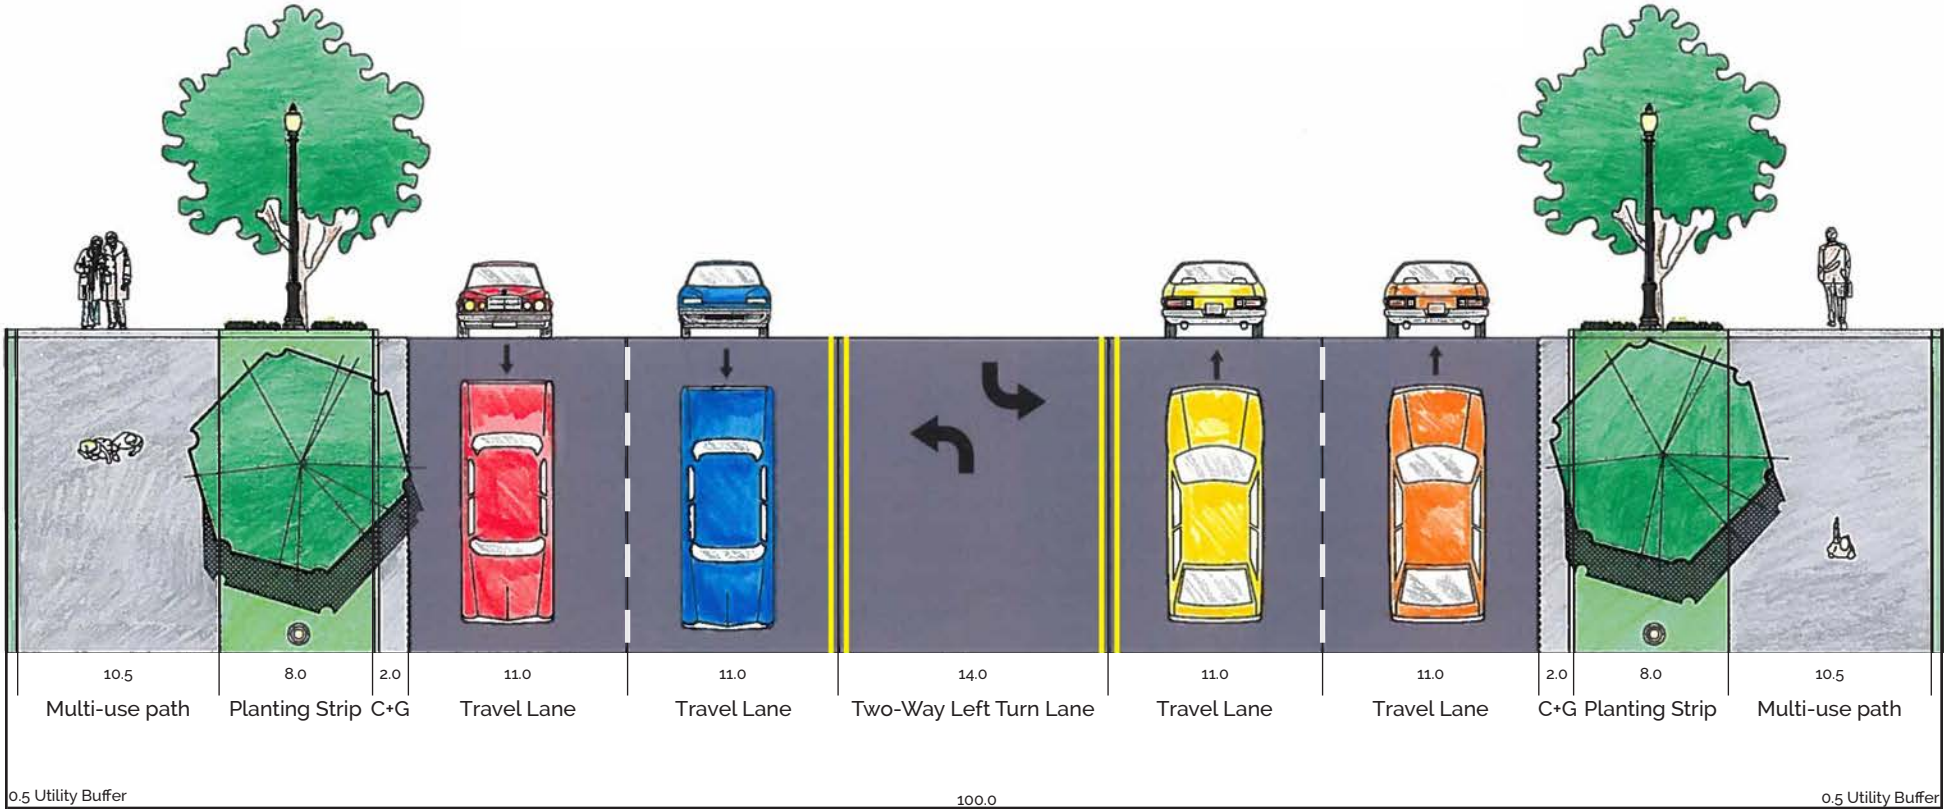 10.5 8.0 2.0 11.0 11.0 14.0 11.0 11.0 2.0 8.0 10.5
Multi-use path Planting Strip C+G Travel Lane Travel Lane Two-Way Left Turn Lane Travel Lane Travel Lane C+G Planting Strip Multi-use path
0.5 Utility Buffer 100.0 0.5 Utility Buffer